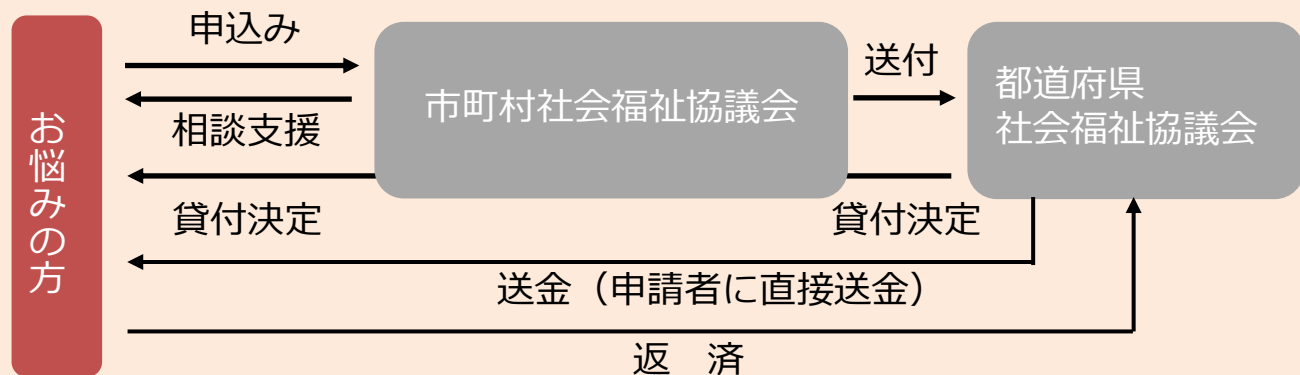 お悩みの方
申込み
相談支援
貸付決定
市町村社会福祉協議会
送付
貸付決定
都道府県
社会福祉協議会
送金（申請者に直接送金）
返　済